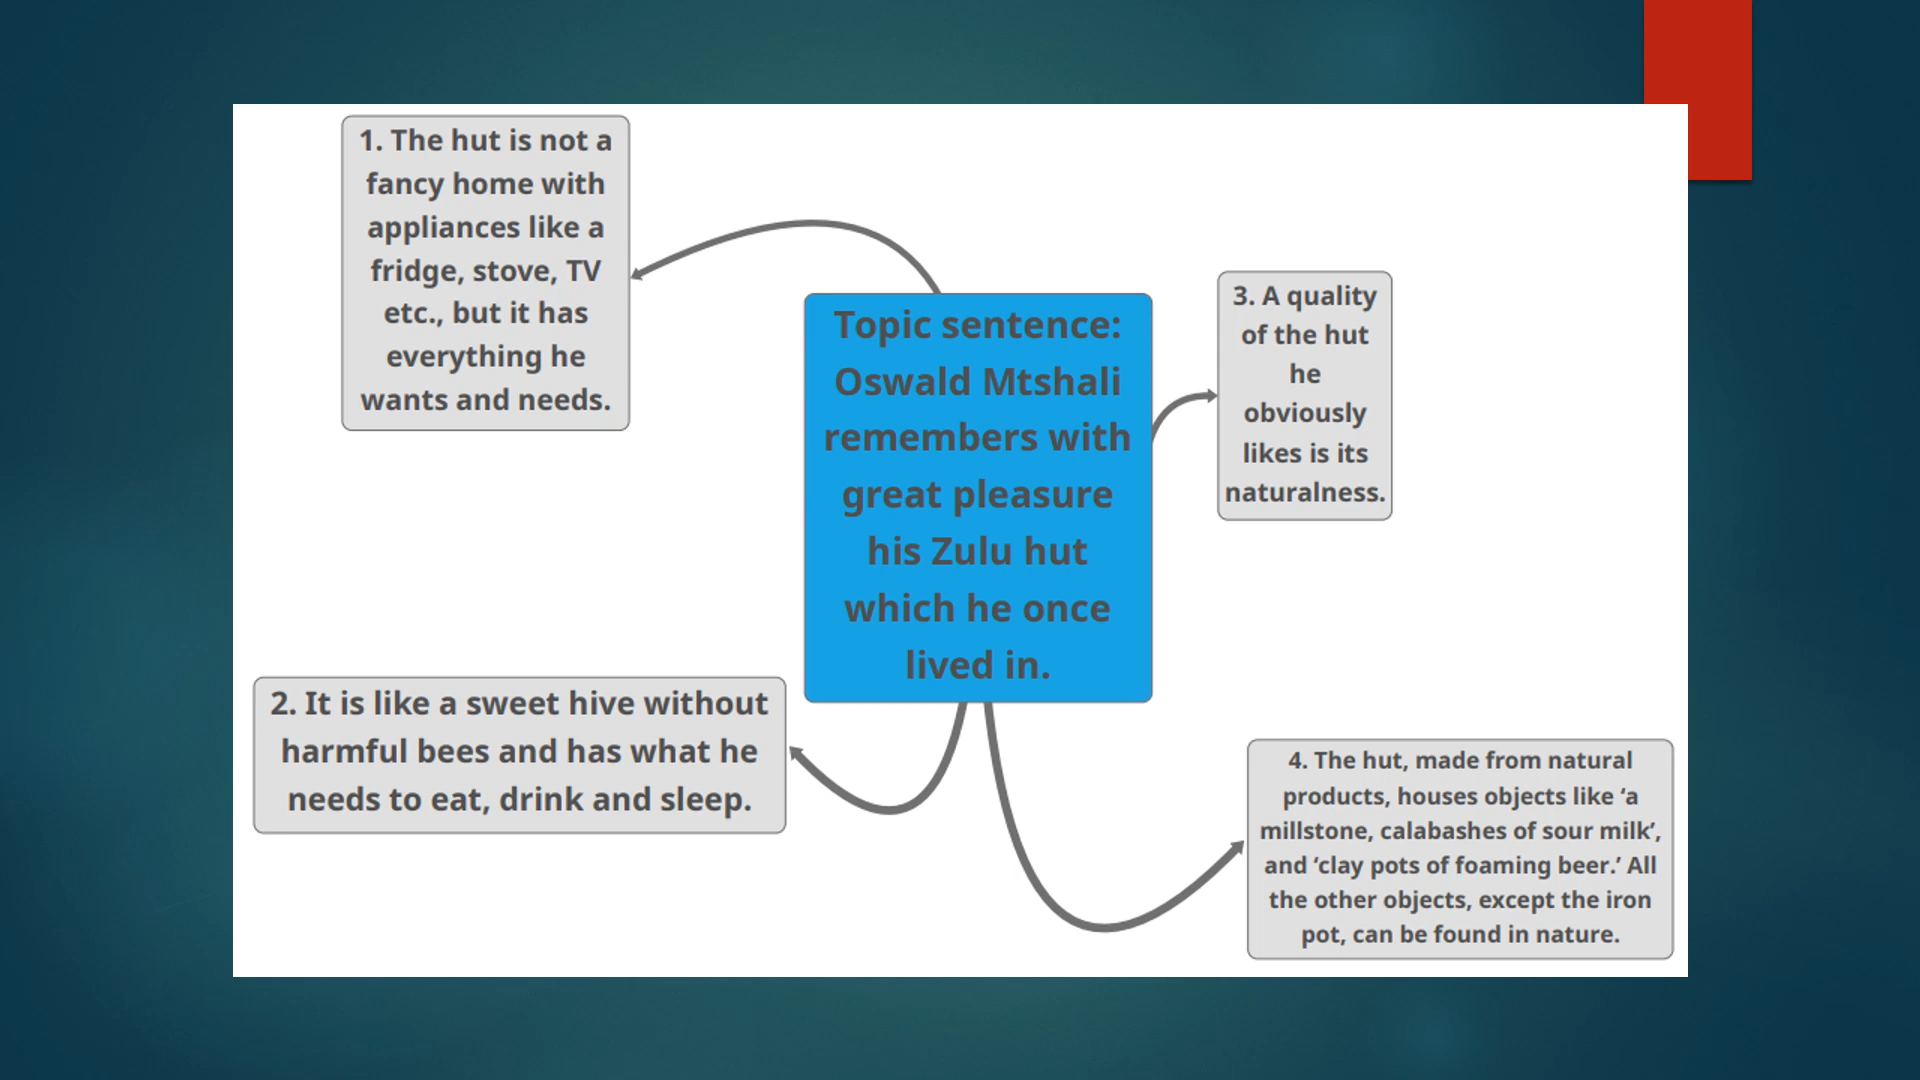 1. The hut is not a
fancy home with
appliances like a
fridge, stove, TV
etc., but it has
everything he
wants and needs.
Topic sentence:
Oswald Mtshali
remembers with
great pleasure
his Zulu hut
which he once
lived in.
3. A quality
of the hut
he
obviously
likes is its
naturalness.
2. It is like a sweet hive without
harmful bees and has what he
needs to eat, drink and sleep.
4. The hut, made from natural
products, houses objects like ‘a
millstone, calabashes of sour milk’,
and ‘clay pots of foaming beer.’ All
the other objects, except the iron
pot, can be found in nature.